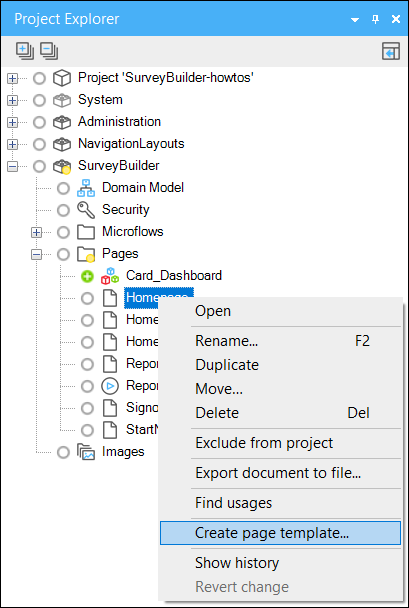 Project Explorer
Project 'SurveyBuilder-howtos'
System
Administration
NavigationLayouts
SurveyBuilder
Domain Model
Security
Microflows
Pages
Card_Dashboard
Homepage
Home
Home
Repor
Repor
Signo
StartN
Images
Open
Rename... F2
Duplicate
Move...
Delete Del
Exclude from project
Export document to file...
Find usages
Create page template...
Show history
Revert change